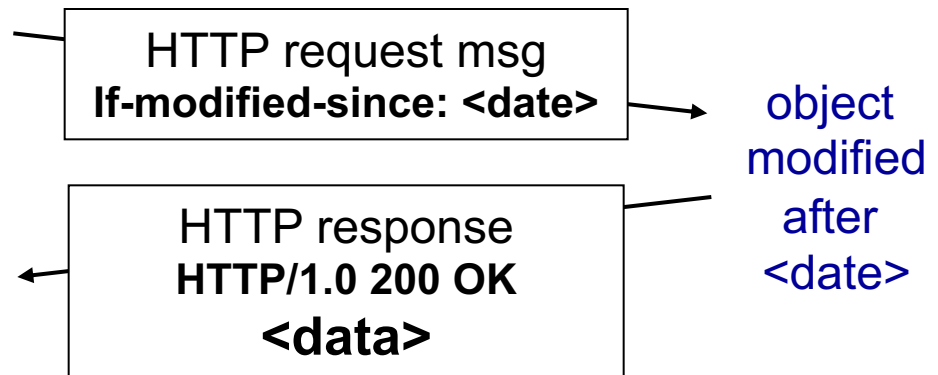 HTTP request msg
If-modified-since: <date>
object
modified
after
<date>
HTTP response
HTTP/1.0 200 OK
<data>